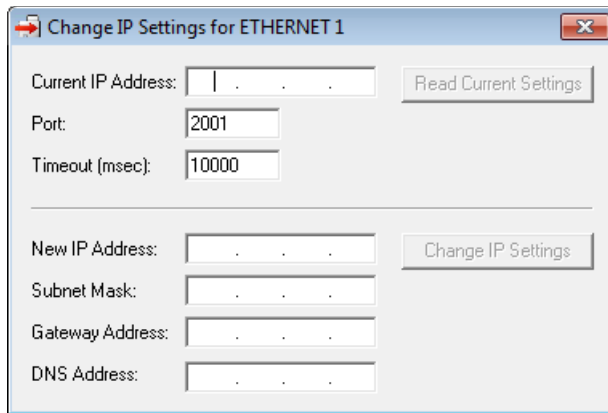 Change IP Settings for ETHERNET 1
Current IP Address: . . . Read Current Settings
Port: 2001
Timeout (msec): 10000
New IP Address: . . . Change IP Settings
Subnet Mask: . . .
Gateway Address: . . .
DNS Address: . . .